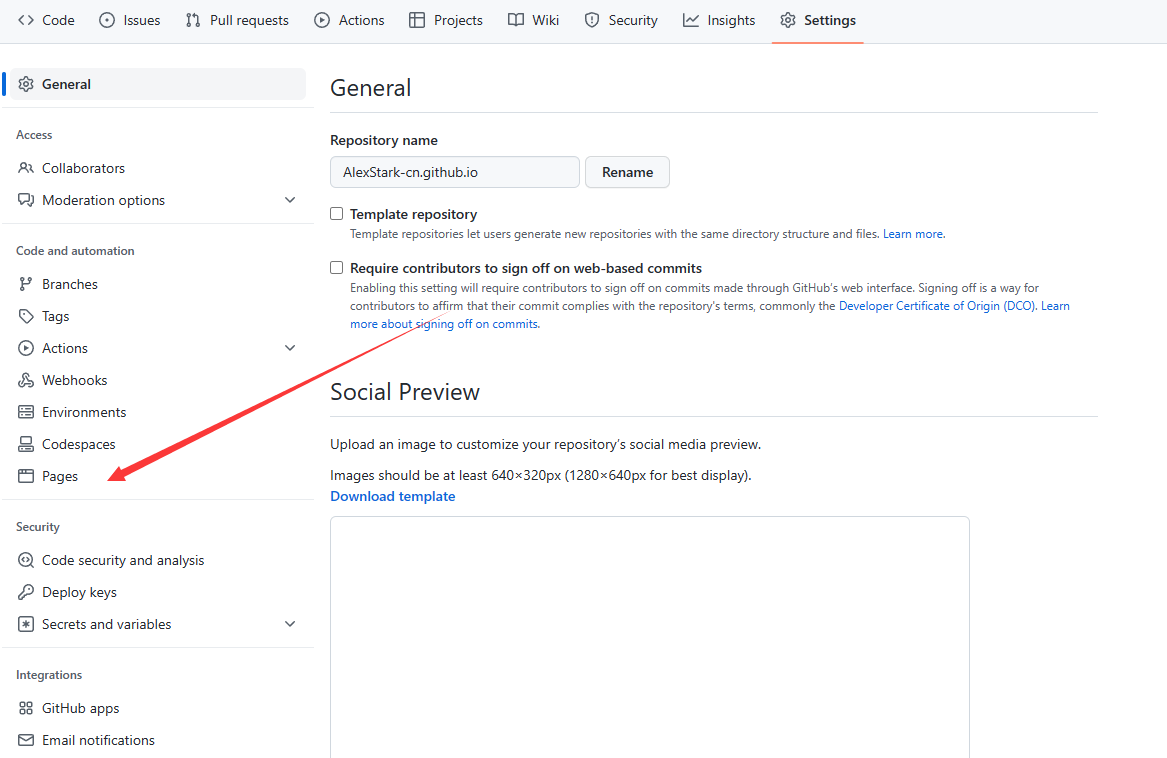 Code Issues Pull requests Actions Projects Wiki Security Insights Settings
General
Access
Collaborators
Moderation options
Code and automation
Branches
Tags
Actions
Webhooks
Environments
Codespaces
Pages
Security
Code security and analysis
Deploy keys
Secrets and variables
Integrations
GitHub apps
Email notifications
General
Repository name
AlexStark-cn.github.io Rename
Template repository
Template repositories let users generate new repositories with the same directory structure and files. Learn more.
Require contributors to sign off on web-based commits
Enabling this setting will require contributors to sign off on commits made through GitHub's web interface. Signing off is a way for
contributors to affirm that their commit complies with the repository's terms, commonly the Developer Certificate of Origin (DCO). Learn
more about signing off on commits.
Social Preview
Upload an image to customize your repository's social media preview.
Images should be at least 640×320px (1280×640px for best display).
Download template